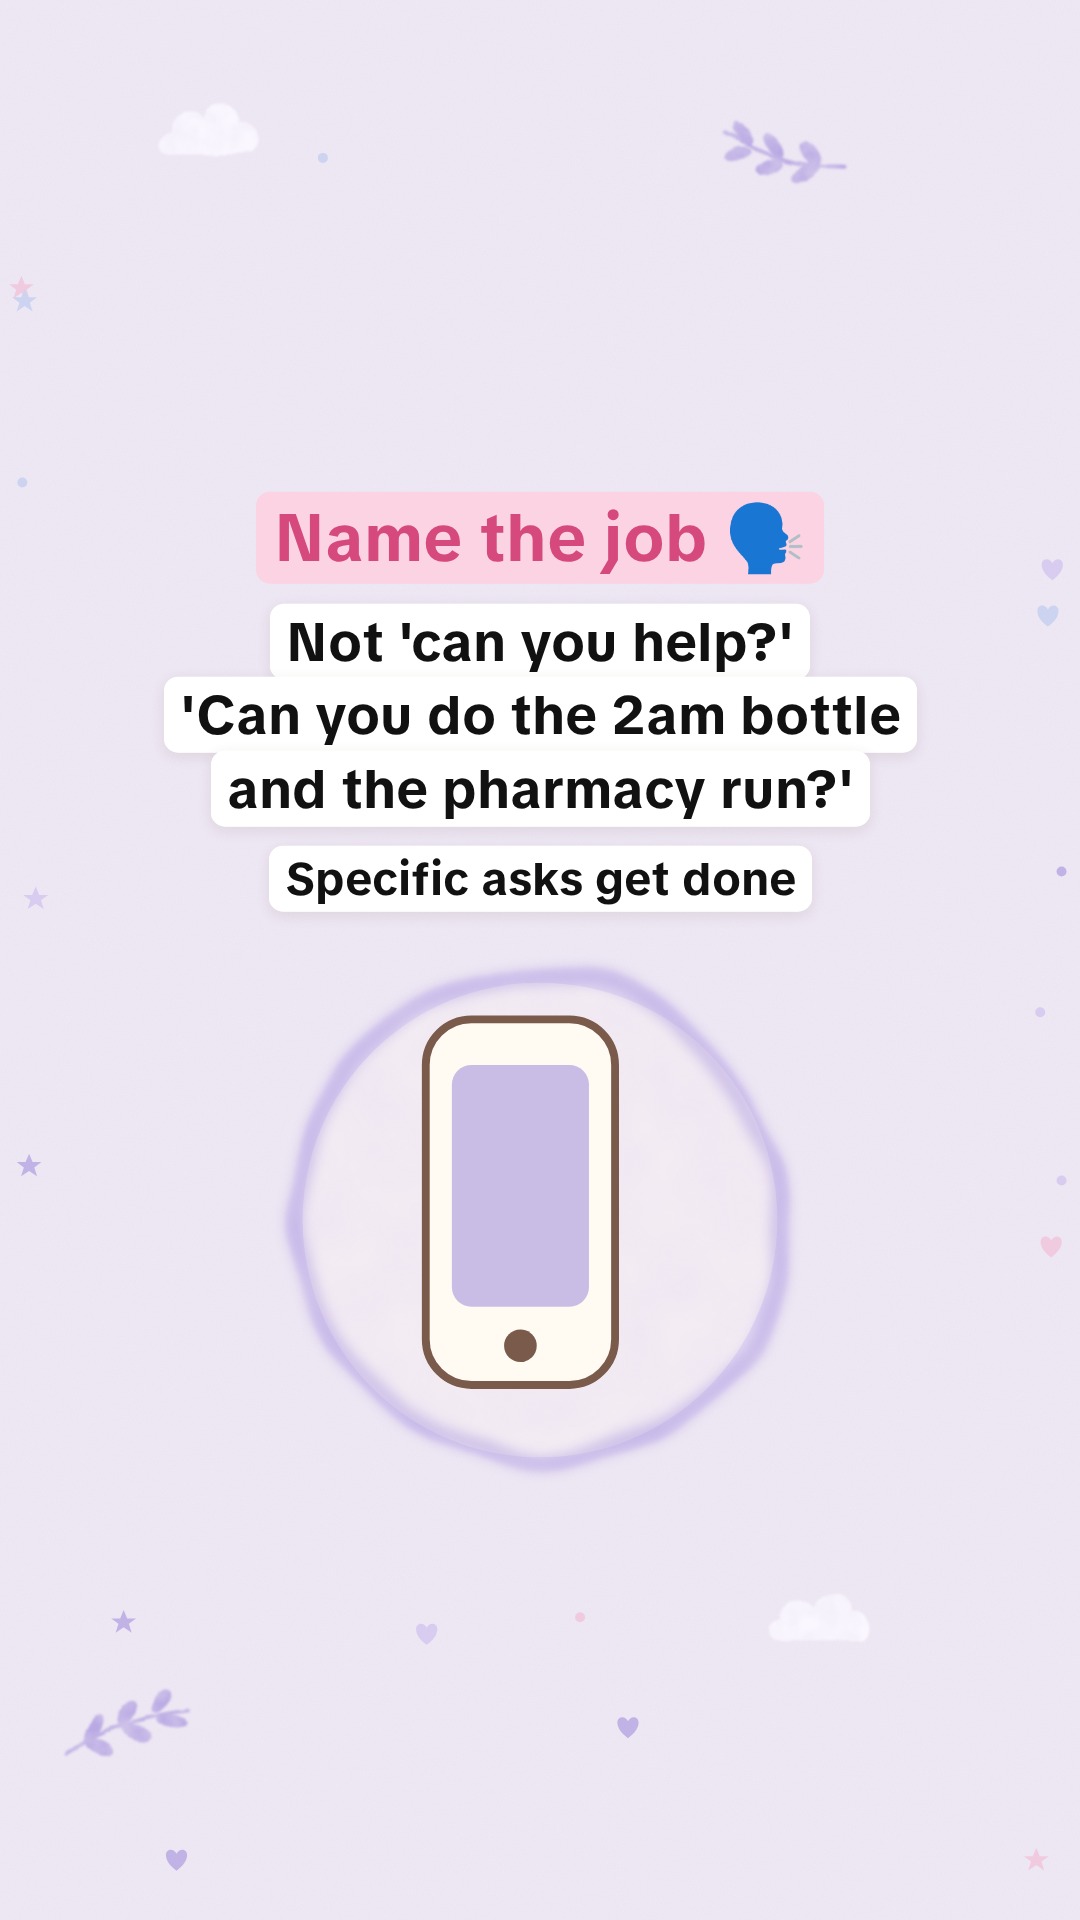 Name the job 🗣️
Not 'can you help?'
'Can you do the 2am bottle
and the pharmacy run?'
Specific asks get done